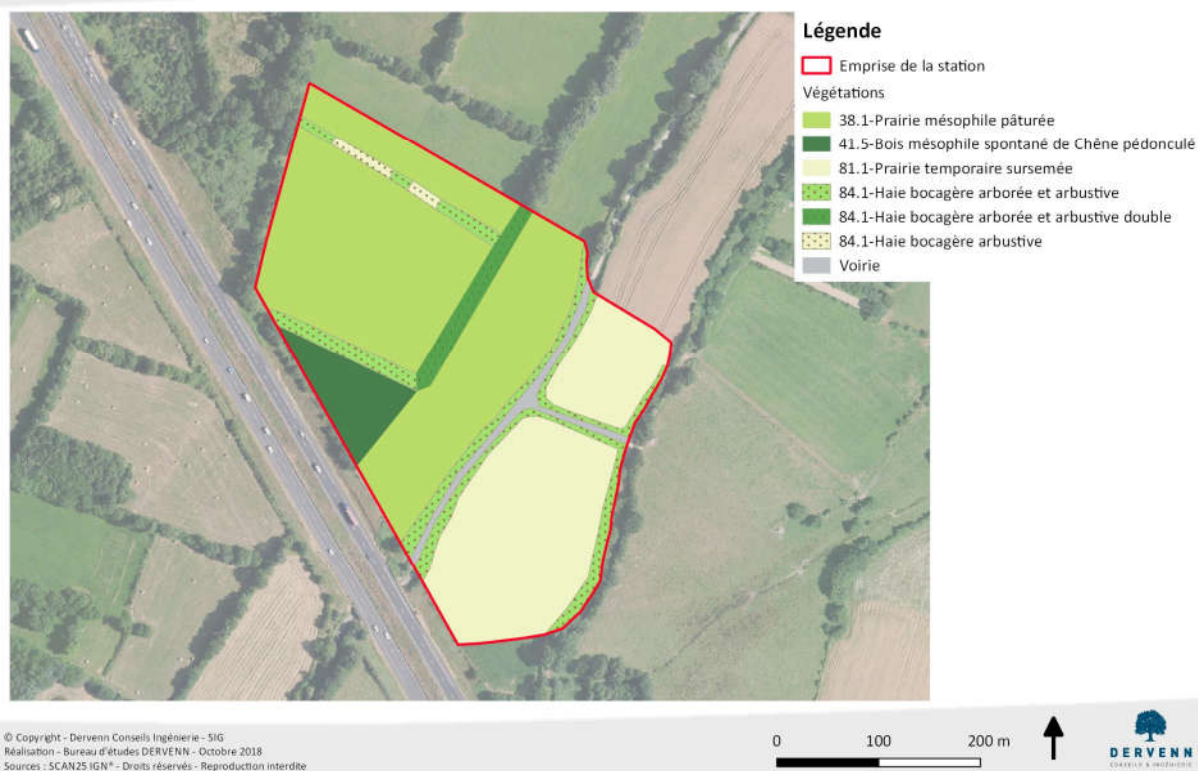 Légende
Emprise de la station
Végétations
38.1-Prairie mésophile pâturée
41.5-Bois mésophile spontané de Chêne pédonculé
81.1-Prairie temporaire sursemée
84.1-Haie bocagère arborée et arbustive
84.1-Haie bocagère arborée et arbustive double
84.1-Haie bocagère arbustive
Voirie
© Copyright - Dervenn Conseils Ingénierie - SIG
Réalisation - Bureau d'études DERVENN - Octobre 2018
Sources : SCAN25 IGN® - Droits réservés - Reproduction interdite
0 100 200 m
DERVENN
CONSEILS & INGÉNIERIE